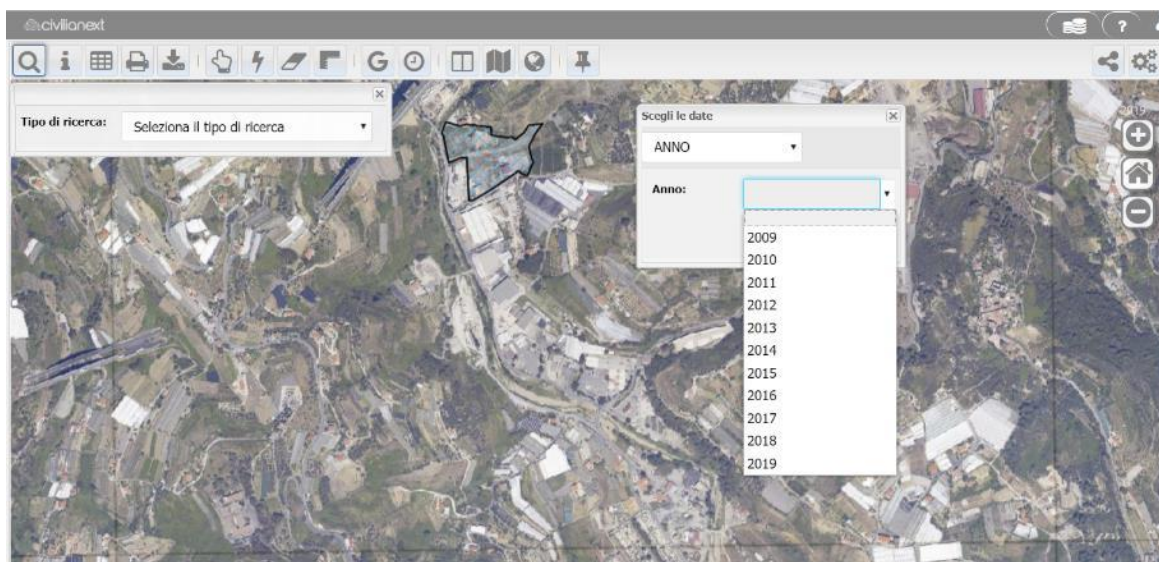 civilianext
?
i
G
Tipo di ricerca:
Seleziona il tipo di ricerca
Scegli le date
ANNO
Anno:
2009
2010
2011
2012
2013
2014
2015
2016
2017
2018
2019
2019